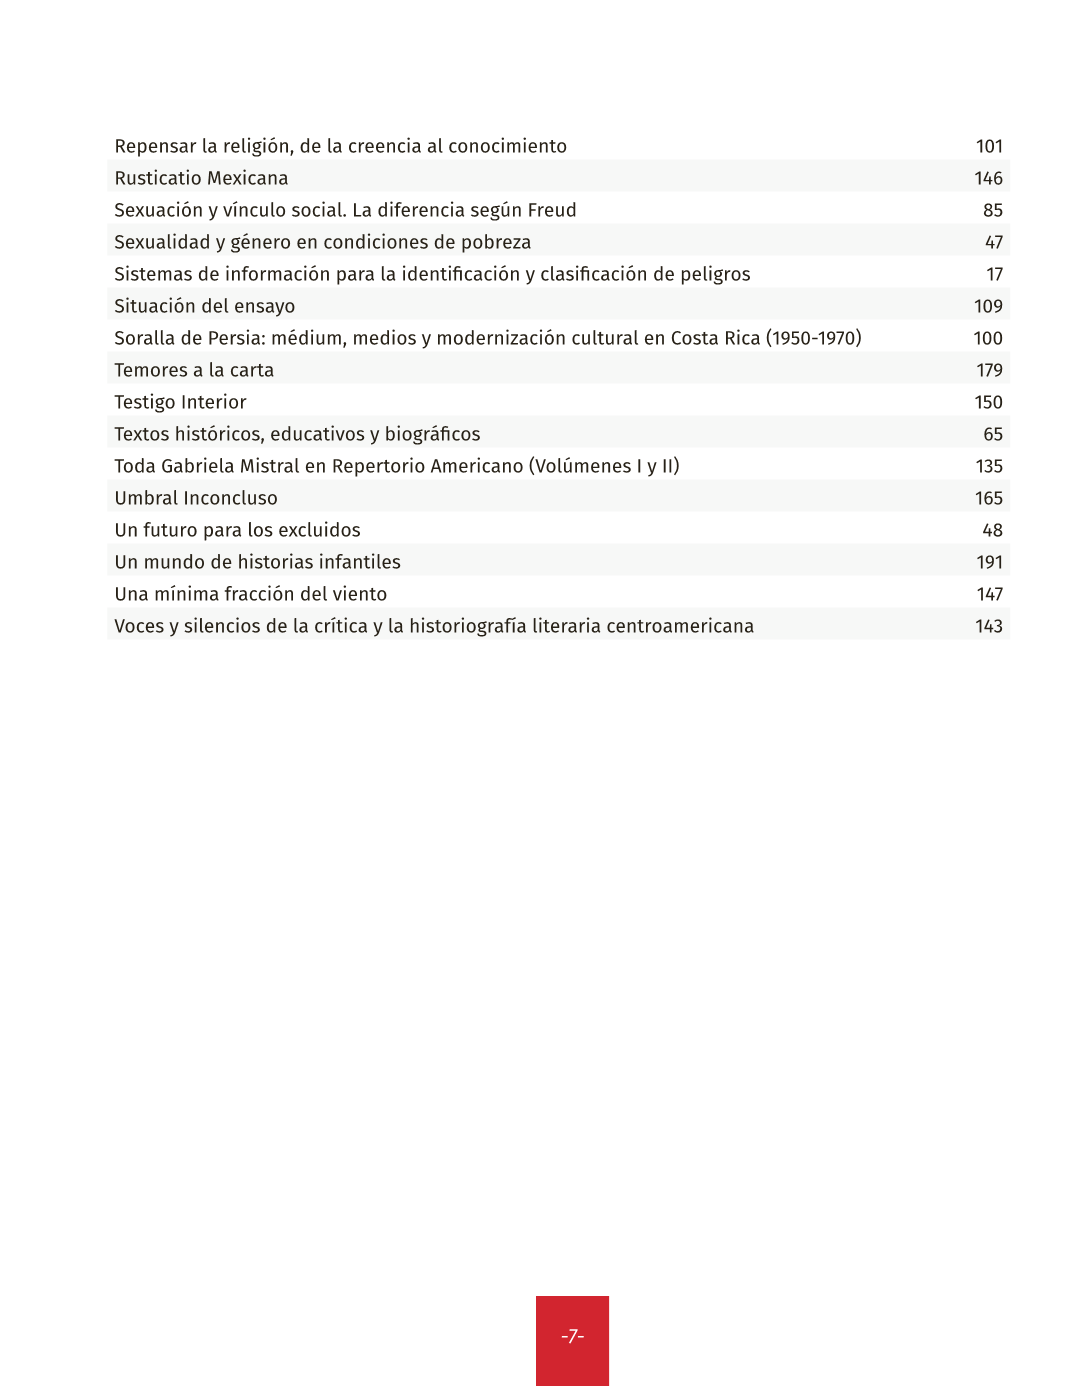 Repensar la religión, de la creencia al conocimiento 101
Rusticatio Mexicana 146
Sexuación y vínculo social. La diferencia según Freud 85
Sexualidad y género en condiciones de pobreza 47
Sistemas de información para la identificación y clasificación de peligros 17
Situación del ensayo 109
Soralla de Persia: médium, medios y modernización cultural en Costa Rica (1950-1970) 100
Temores a la carta 179
Testigo Interior 150
Textos históricos, educativos y biográficos 65
Toda Gabriela Mistral en Repertorio Americano (Volúmenes I y II) 135
Umbral Inconcluso 165
Un futuro para los excluidos 48
Un mundo de historias infantiles 191
Una mínima fracción del viento 147
Voces y silencios de la crítica y la historiografía literaria centroamericana 143
-7-